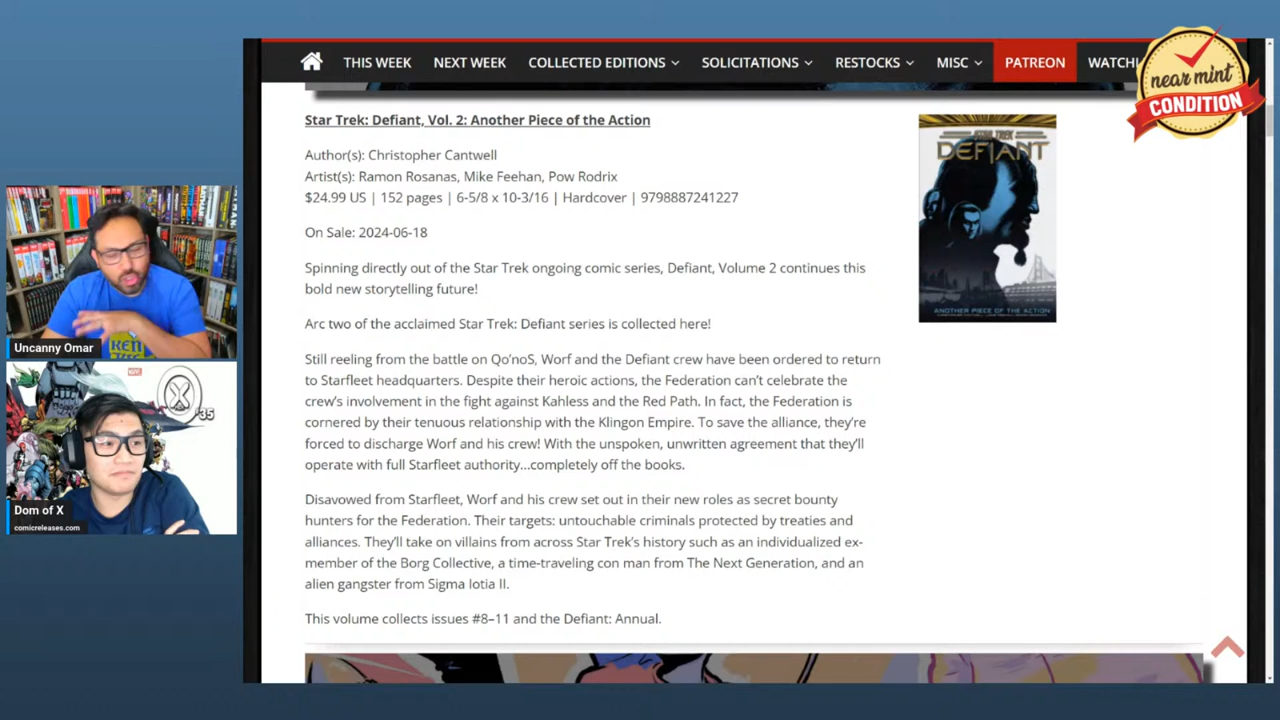 THIS WEEK
NEXT WEEK
COLLECTED EDITIONS
SOLICITATIONS
RESTOCKS
MISC
PATREON
near mint
CONDITION
Star Trek: Defiant, Vol. 2: Another Piece of the Action
Author(s): Christopher Cantwell
Artist(s): Ramon Rosanas, Mike Feehan, Pow Rodrix
$24.99 US | 152 pages | 6-5/8 x 10-3/16 | Hardcover | 9798887241227
On Sale: 2024-06-18
Spinning directly out of the Star Trek ongoing comic series, Defiant, Volume 2 continues this
bold new storytelling future!
Arc two of the acclaimed Star Trek: Defiant series is collected here!
Still reeling from the battle on Qo'noS, Worf and the Defiant crew have been ordered to return
to Starfleet headquarters. Despite their heroic actions, the Federation can't celebrate the
crew's involvement in the fight against Kahless and the Red Path. In fact, the Federation is
cornered by their tenuous relationship with the Klingon Empire. To save the alliance, they're
forced to discharge Worf and his crew! With the unspoken, unwritten agreement that they'll
operate with full Starfleet authority...completely off the books.
Disavowed from Starfleet, Worf and his crew set out in their new roles as secret bounty
hunters for the Federation. Their targets: untouchable criminals protected by treaties and
alliances. They'll take on villains from across Star Trek's history such as an individualized ex-
member of the Borg Collective, a time-traveling con man from The Next Generation, and an
alien gangster from Sigma Iotia II.
This volume collects issues #8–11 and the Defiant: Annual.
STAR TREK
DEFIANT
ANOTHER PIECE OF THE ACTION
Uncanny Omar
MARVEL
35
Dom of X
comicreleases.com